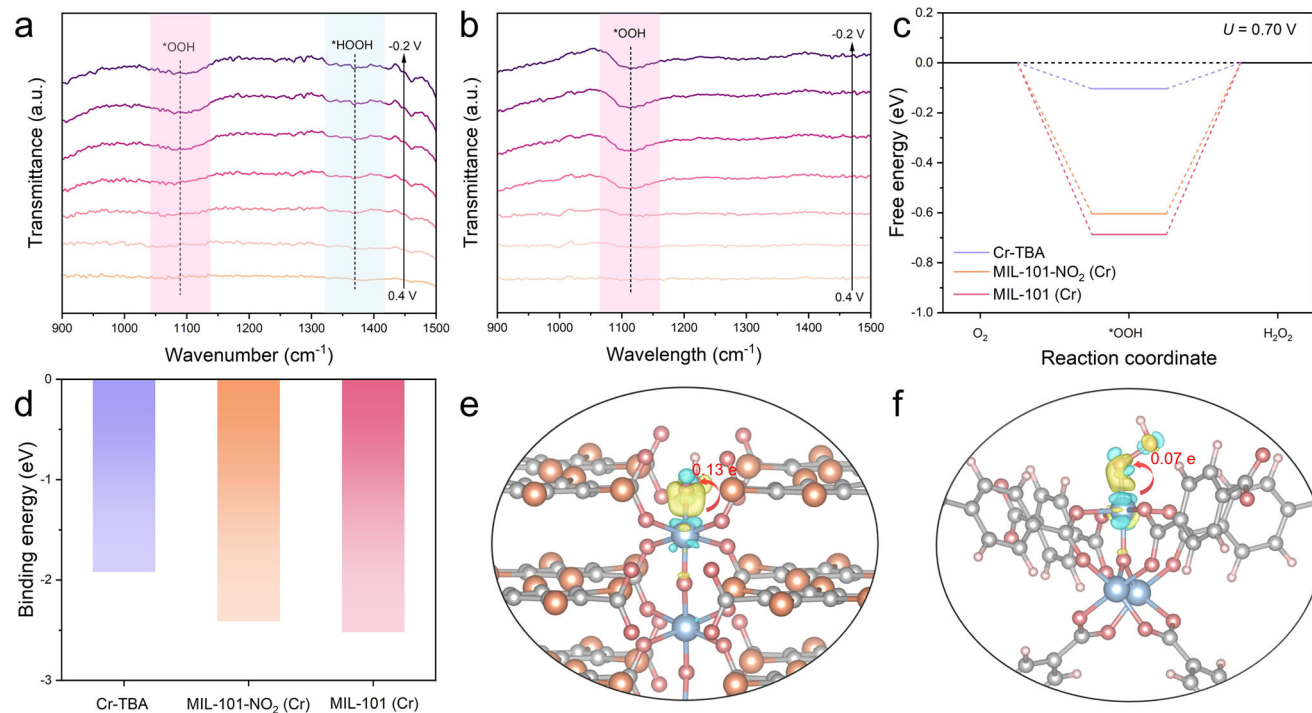 a
*OOH
*HOOH
-0.2 V
0.4 V
Transmittance (a.u.)
900 1000 1100 1200 1300 1400 1500
Wavenumber (cm⁻¹)
b
*OOH
-0.2 V
0.4 V
Transmittance (a.u.)
900 1000 1100 1200 1300 1400 1500
Wavelength (cm⁻¹)
c
U = 0.70 V
0.2
0.0
-0.2
-0.4
-0.6
-0.8
-1.0
Free energy (eV)
Cr-TBA
MIL-101-NO₂ (Cr)
MIL-101 (Cr)
O₂ *OOH H₂O₂
Reaction coordinate
d
0
-1
-2
-3
Binding energy (eV)
Cr-TBA MIL-101-NO₂ (Cr) MIL-101 (Cr)
e
0.13 e
f
0.07 e